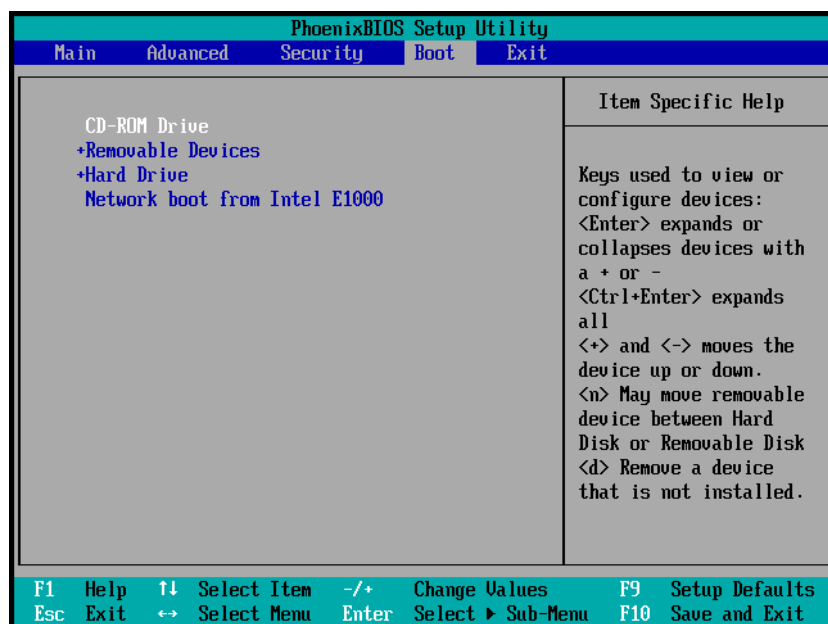 PhoenixBIOS Setup Utility
Main Advanced Security Boot Exit
CD-ROM Drive
+Removable Devices
+Hard Drive
Network boot from Intel E1000
Item Specific Help
Keys used to view or
configure devices:
<Enter> expands or
collapses devices with
a + or -
<Ctrl+Enter> expands
all
<+> and <-> moves the
device up or down.
<n> May move removable
device between Hard
Disk or Removable Disk
<d> Remove a device
that is not installed.
F1 Help ↑↓ Select Item -/+ Change Values F9 Setup Defaults
Esc Exit ↔ Select Menu Enter Select ▶ Sub-Menu F10 Save and Exit